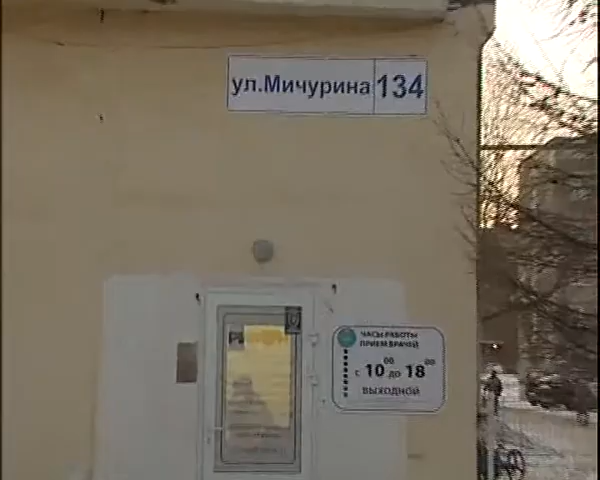 ул.Мичурина 134
ЧАСЫ РАБОТЫ
ПРИЕМ ВРАЧЕЙ
с 10 00 до 18 00
ВЫХОДНОЙ